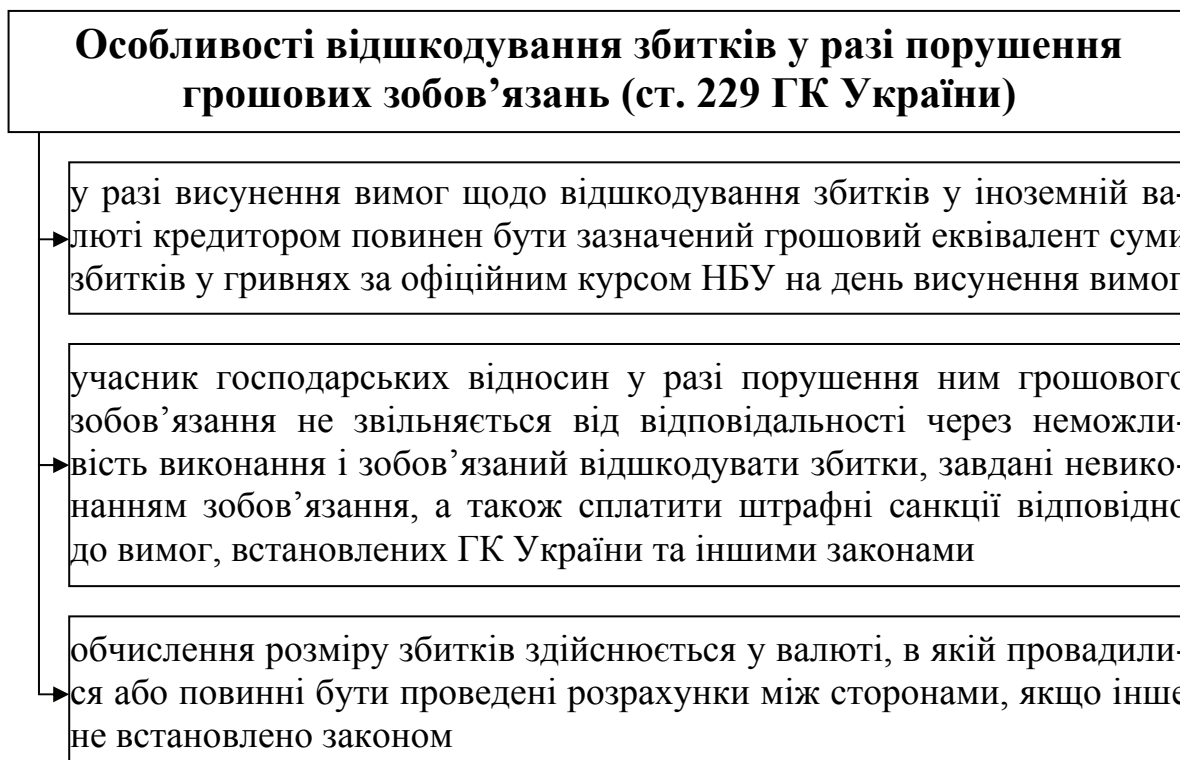 Особливості відшкодування збитків у разі порушення
грошових зобов’язань (ст. 229 ГК України)
у разі висунення вимог щодо відшкодування збитків у іноземній ва-
люті кредитором повинен бути зазначений грошовий еквівалент суми
збитків у гривнях за офіційним курсом НБУ на день висунення вимог
учасник господарських відносин у разі порушення ним грошового
зобов’язання не звільняється від відповідальності через неможли-
вість виконання і зобов’язаний відшкодувати збитки, завдані невико-
нанням зобов’язання, а також сплатити штрафні санкції відповідно
до вимог, встановлених ГК України та іншими законами
обчислення розміру збитків здійснюється у валюті, в якій провадили-
ся або повинні бути проведені розрахунки між сторонами, якщо інше
не встановлено законом